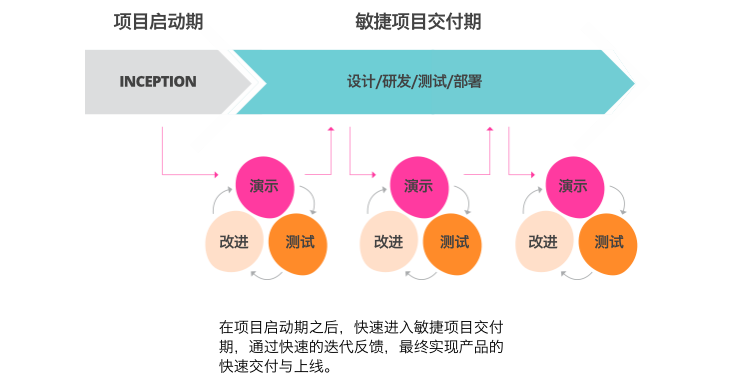 项目启动期
敏捷项目交付期
INCEPTION
设计/研发/测试/部署
演示
改进
测试
演示
改进
测试
演示
改进
测试
在项目启动期之后，快速进入敏捷项目交付
期，通过快速的迭代反馈，最终实现产品的
快速交付与上线。